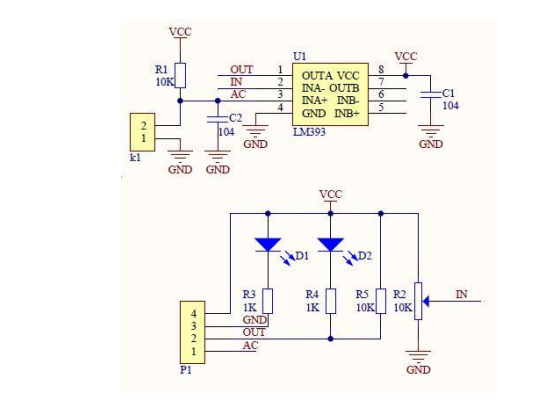 VCC
R1
10K
OUT
IN
AC
U1
1
2
3
4
OUTA VCC
INA- OUTB
INA+ INB-
GND INB+
8
7
6
5
LM393
VCC
C1
104
GND
C2
104
GND
2
1
k1
GND
GND
VCC
D1
D2
R3
1K
R4
1K
R5
10K
R2
10K
IN
4
3
2
1
GND
OUT
AC
P1
GND